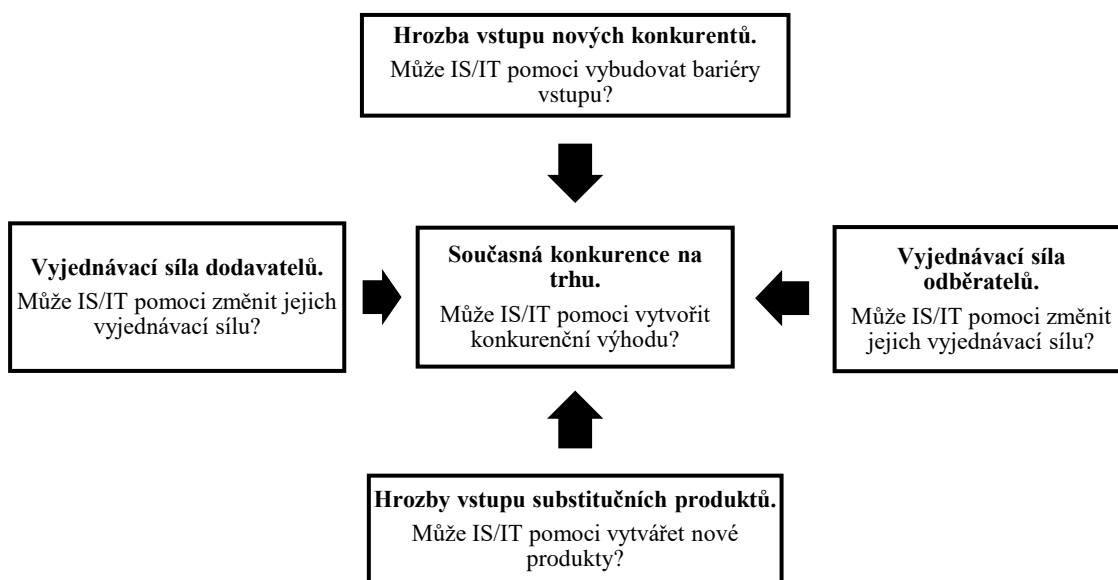 Hrozba vstupu nových konkurentů.
Může IS/IT pomoci vybudovat bariéry
vstupu?
Vyjednávací síla dodavatelů.
Může IS/IT pomoci změnit jejich
vyjednávací sílu?
Současná konkurence na
trhu.
Může IS/IT pomoci vytvořit
konkurenční výhodu?
Vyjednávací síla
odběratelů.
Může IS/IT pomoci změnit
jejich vyjednávací sílu?
Hrozby vstupu substitučních produktů.
Může IS/IT pomoci vytvářet nové
produkty?